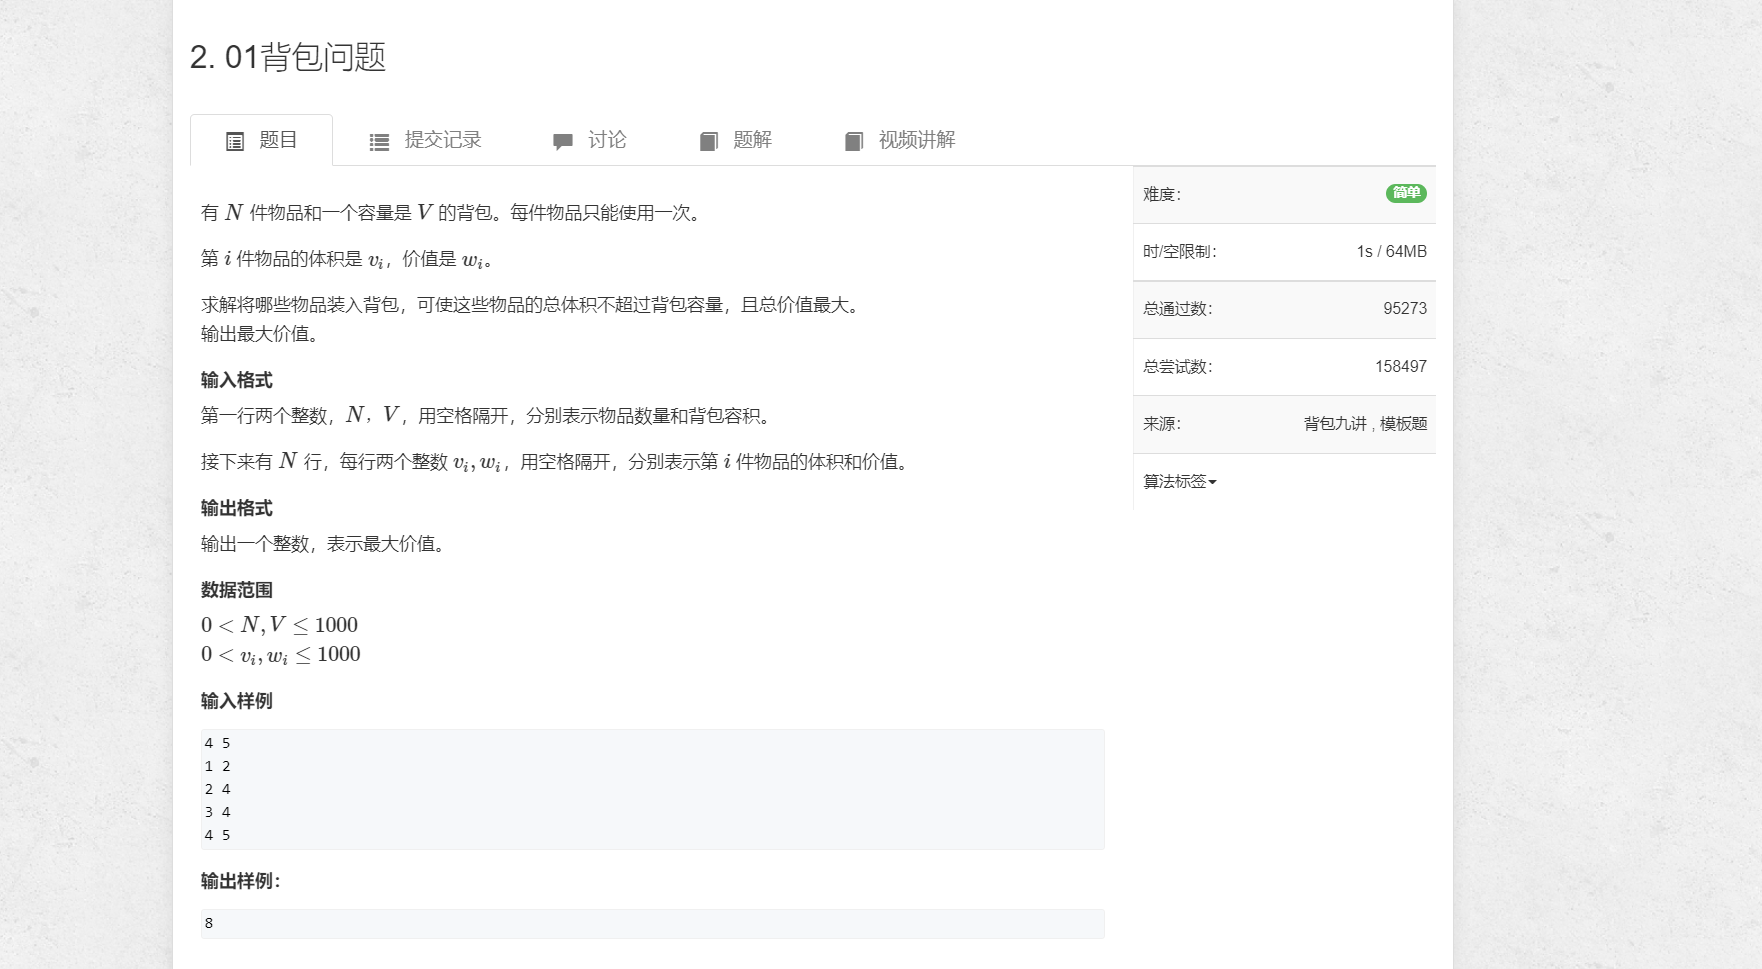 2. 01背包问题
题目
提交记录
讨论
题解
视频讲解
有 N 件物品和一个容量是 V 的背包。每件物品只能使用一次。
第 i 件物品的体积是 vi，价值是 wi。
求解将哪些物品装入背包，可使这些物品的总体积不超过背包容量，且总价值最大。
输出最大价值。
输入格式
第一行两个整数，N，V，用空格隔开，分别表示物品数量和背包容积。
接下来有 N 行，每行两个整数 vi, wi，用空格隔开，分别表示第 i 件物品的体积和价值。
输出格式
输出一个整数，表示最大价值。
数据范围
0 < N, V ≤ 1000
0 < vi, wi ≤ 1000
输入样例
4 5
1 2
2 4
3 4
4 5
输出样例：
8
难度： 简单
时/空限制： 1s / 64MB
总通过数： 95273
总尝试数： 158497
来源： 背包九讲 , 模板题
算法标签